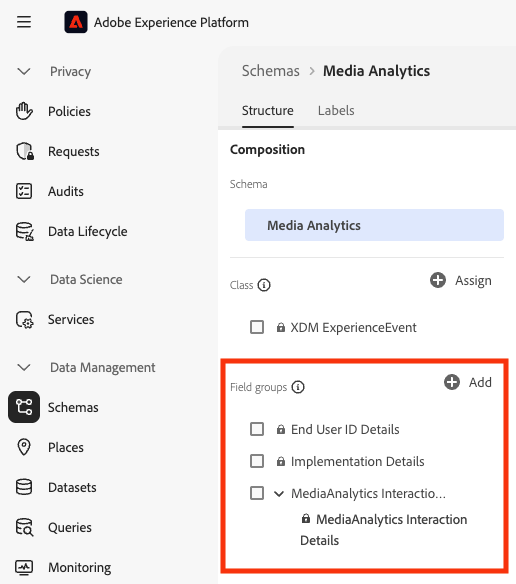 Adobe Experience Platform
Privacy
Policies
Requests
Audits
Data Lifecycle
Data Science
Services
Data Management
Schemas
Places
Datasets
Queries
Monitoring
Schemas > Media Analytics
Structure Labels
Composition
Schema
Media Analytics
Class Assign
XDM ExperienceEvent
Field groups Add
End User ID Details
Implementation Details
MediaAnalytics Interactio...
MediaAnalytics Interaction
Details